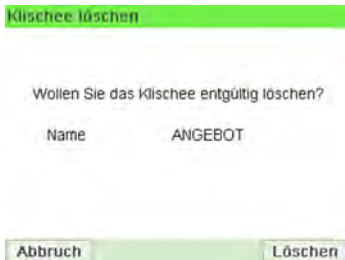 Klischee löschen
Wollen Sie das Klischee entgültig löschen?
Name ANGEBOT
Abbruch Löschen